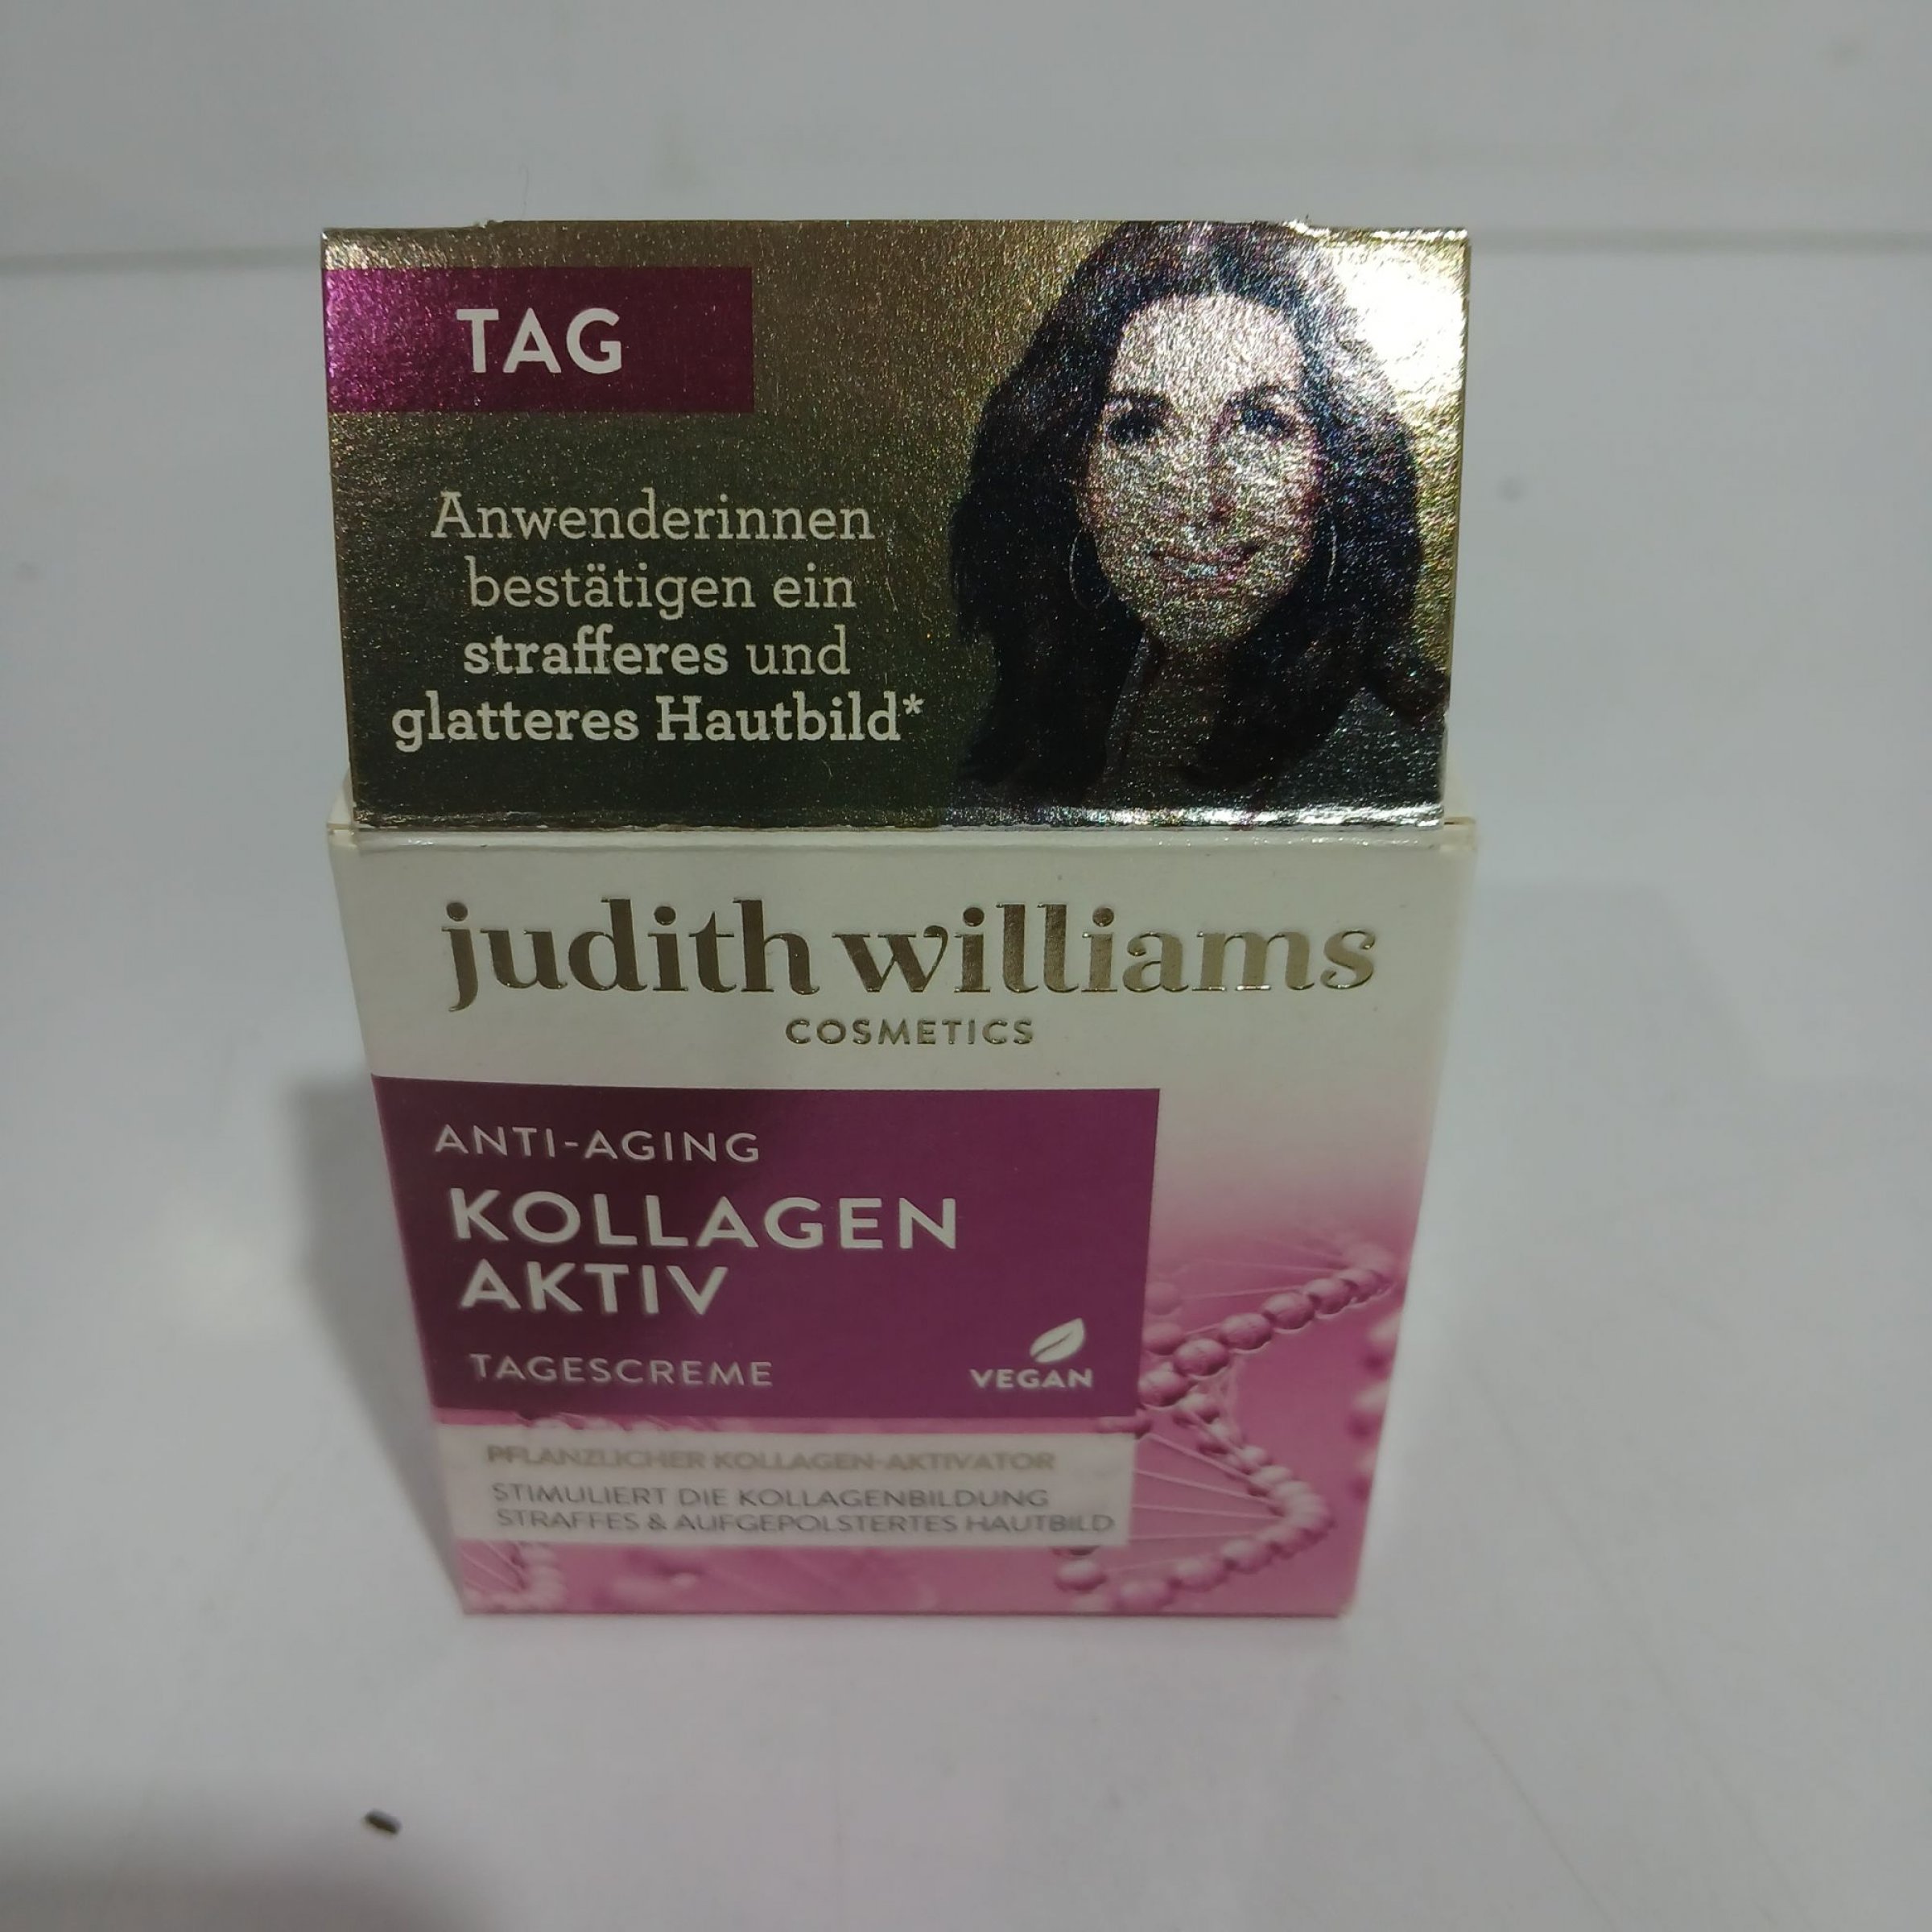 TAG
Anwenderinnen
bestätigen ein
strafferes und
glatteres Hautbild*
judith williams
COSMETICS
ANTI-AGING
KOLLAGEN
AKTIV
TAGESCREME
VEGAN
PFLANZLICHER KOLLAGEN-AKTIVATOR
STIMULIERT DIE KOLLAGENBILDUNG
STRAFFES & AUFGEPOLSTERTES HAUTBILD